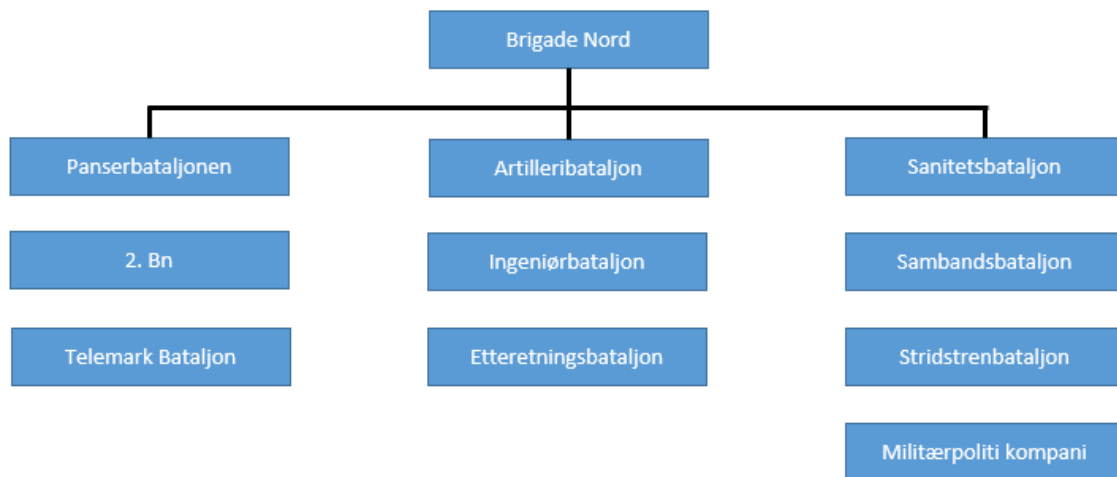 Brigade Nord
Panserbataljonen
Artilleribataljon
Sanitetsbataljon
2. Bn
Ingeniørbataljon
Sambandsbataljon
Telemark Bataljon
Etteretningsbataljon
Stridstrenbataljon
Militærpoliti kompani